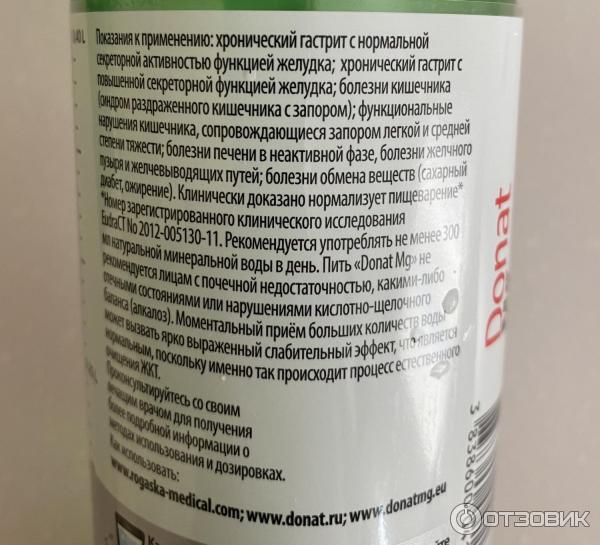 Показания к применению: хронический гастрит с нормальной
секреторной активностью функцией желудка; хронический гастрит с
повышенной секреторной функцией желудка; болезни кишечника
(синдром раздраженного кишечника с запором); функциональные
нарушения кишечника, сопровождающиеся запором легкой и средней
степени тяжести; болезни печени в неактивной фазе, болезни желчного
пузыря и желчевыводящих путей; болезни обмена веществ (сахарный
диабет, ожирение). Клинически доказано нормализует пищеварение*
*Номер зарегистрированного клинического исследования
EudraCT No 2012-005130-11. Рекомендуется употреблять не менее 300
мл натуральной минеральной воды в день. Пить «Donat Mg» не
рекомендуется лицам с почечной недостаточностью, какими-либо
отечными состояниями или нарушениями кислотно-щелочного
баланса (алкалоз). Моментальный приём больших количеств воды
может вызвать ярко выраженный слабительный эффект, что является
нормальным, поскольку именно так происходит процесс естественного
очищения ЖКТ.
Проконсультируйтесь со своим
лечащим врачом для получения
более подробной информации о
методах использования и дозировках.
Как использовать:
www.rogaska-medical.com; www.donat.ru; www.donatmg.eu
Donat
ОТЗОВИК